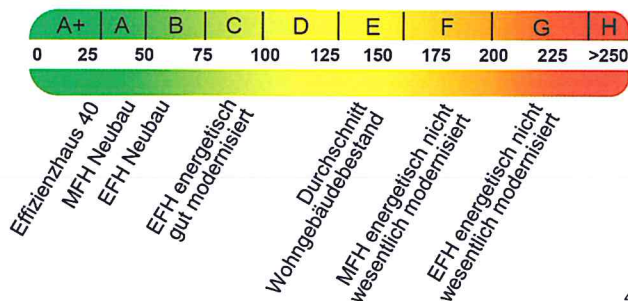 A+ A B C D E F G H
0 25 50 75 100 125 150 175 200 225 >250
Effizienzhaus 40
MFH Neubau
EFH Neubau
EFH energetisch
gut modernisiert
Durchschnitt
Wohngebäudebestand
MFH energetisch nicht
wesentlich modernisiert
EFH energetisch nicht
wesentlich modernisiert